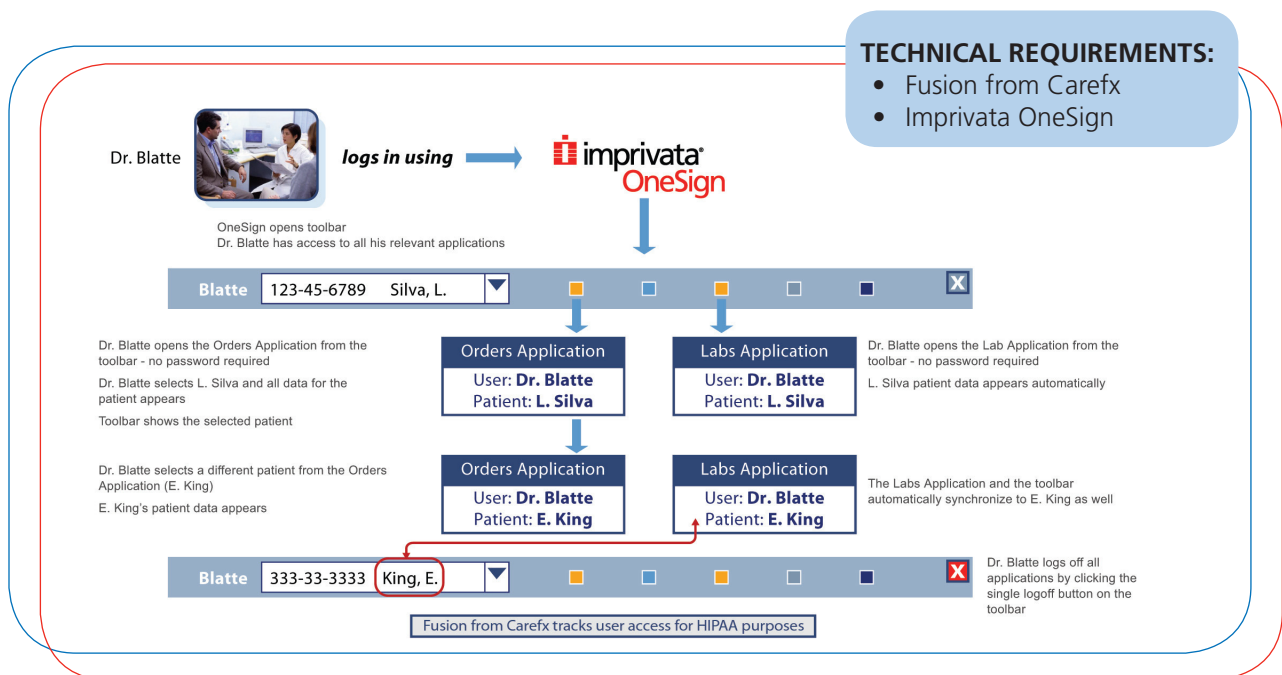 TECHNICAL REQUIREMENTS:
• Fusion from Carefx
• Imprivata OneSign
Dr. Blatte
logs in using
imprivata®
OneSign
OneSign opens toolbar
Dr. Blatte has access to all his relevant applications
Blatte 123-45-6789 Silva, L. X
Dr. Blatte opens the Orders Application from the
toolbar - no password required
Dr. Blatte selects L. Silva and all data for the
patient appears
Toolbar shows the selected patient
Orders Application
User: Dr. Blatte
Patient: L. Silva
Labs Application
User: Dr. Blatte
Patient: L. Silva
Dr. Blatte opens the Lab Application from the
toolbar - no password required
L. Silva patient data appears automatically
Dr. Blatte selects a different patient from the Orders
Application (E. King)
E. King's patient data appears
Orders Application
User: Dr. Blatte
Patient: E. King
Labs Application
User: Dr. Blatte
Patient: E. King
The Labs Application and the toolbar
automatically synchronize to E. King as well
Blatte 333-33-3333 King, E. X
Dr. Blatte logs off all
applications by clicking the
single logoff button on the
toolbar
Fusion from Carefx tracks user access for HIPAA purposes